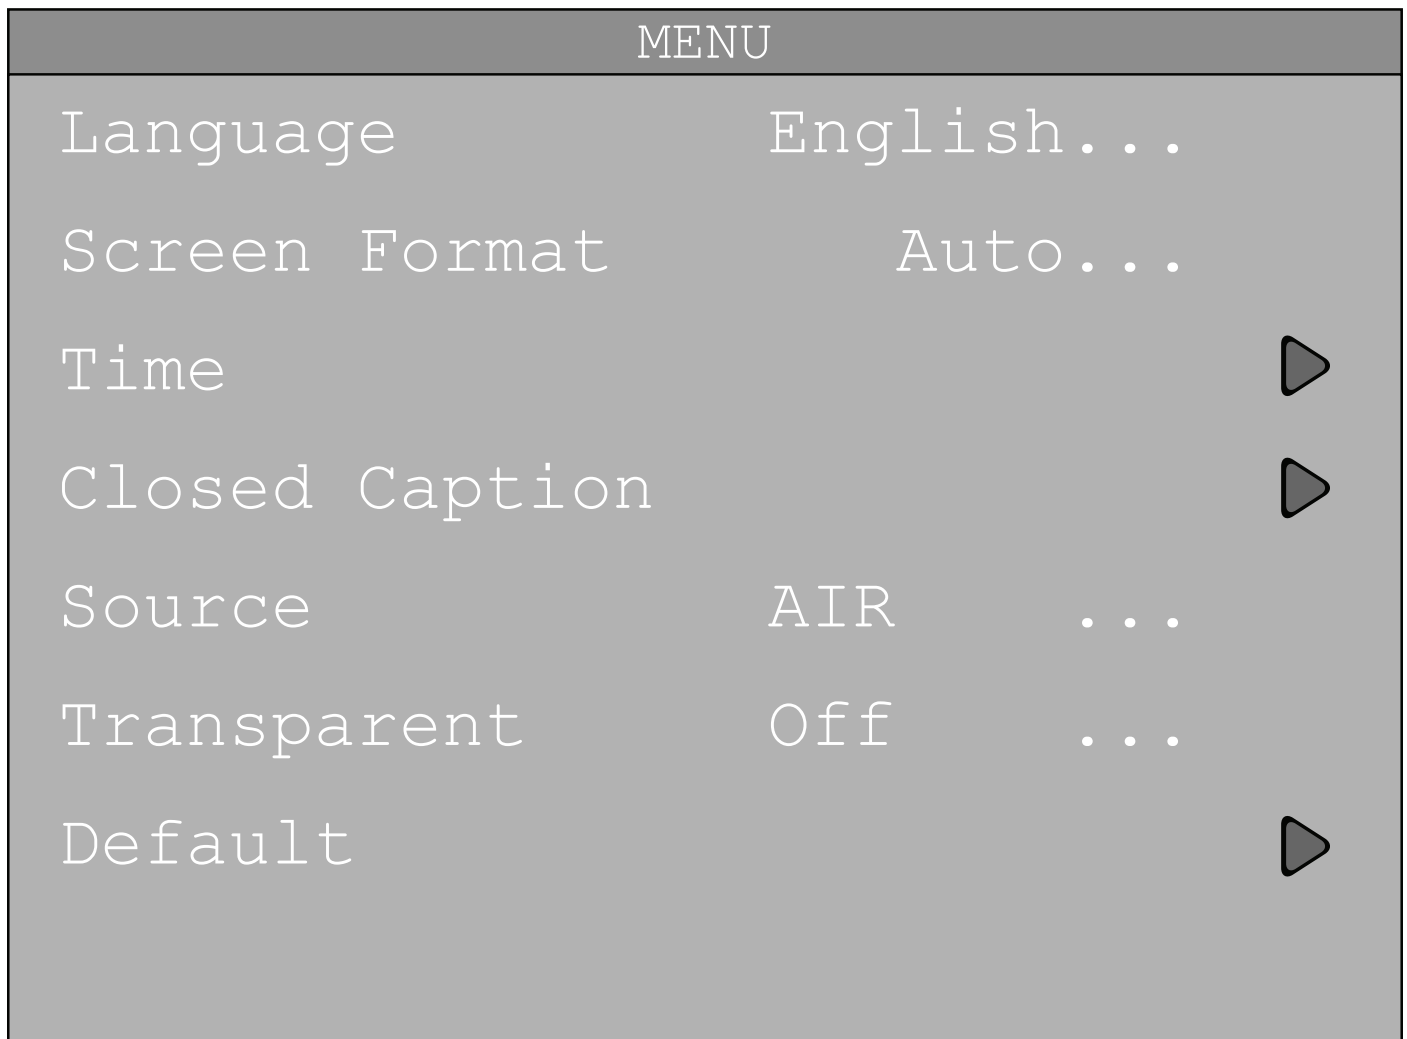 MENU
Language English...
Screen Format Auto...
Time
Closed Caption
Source AIR ...
Transparent Off ...
Default